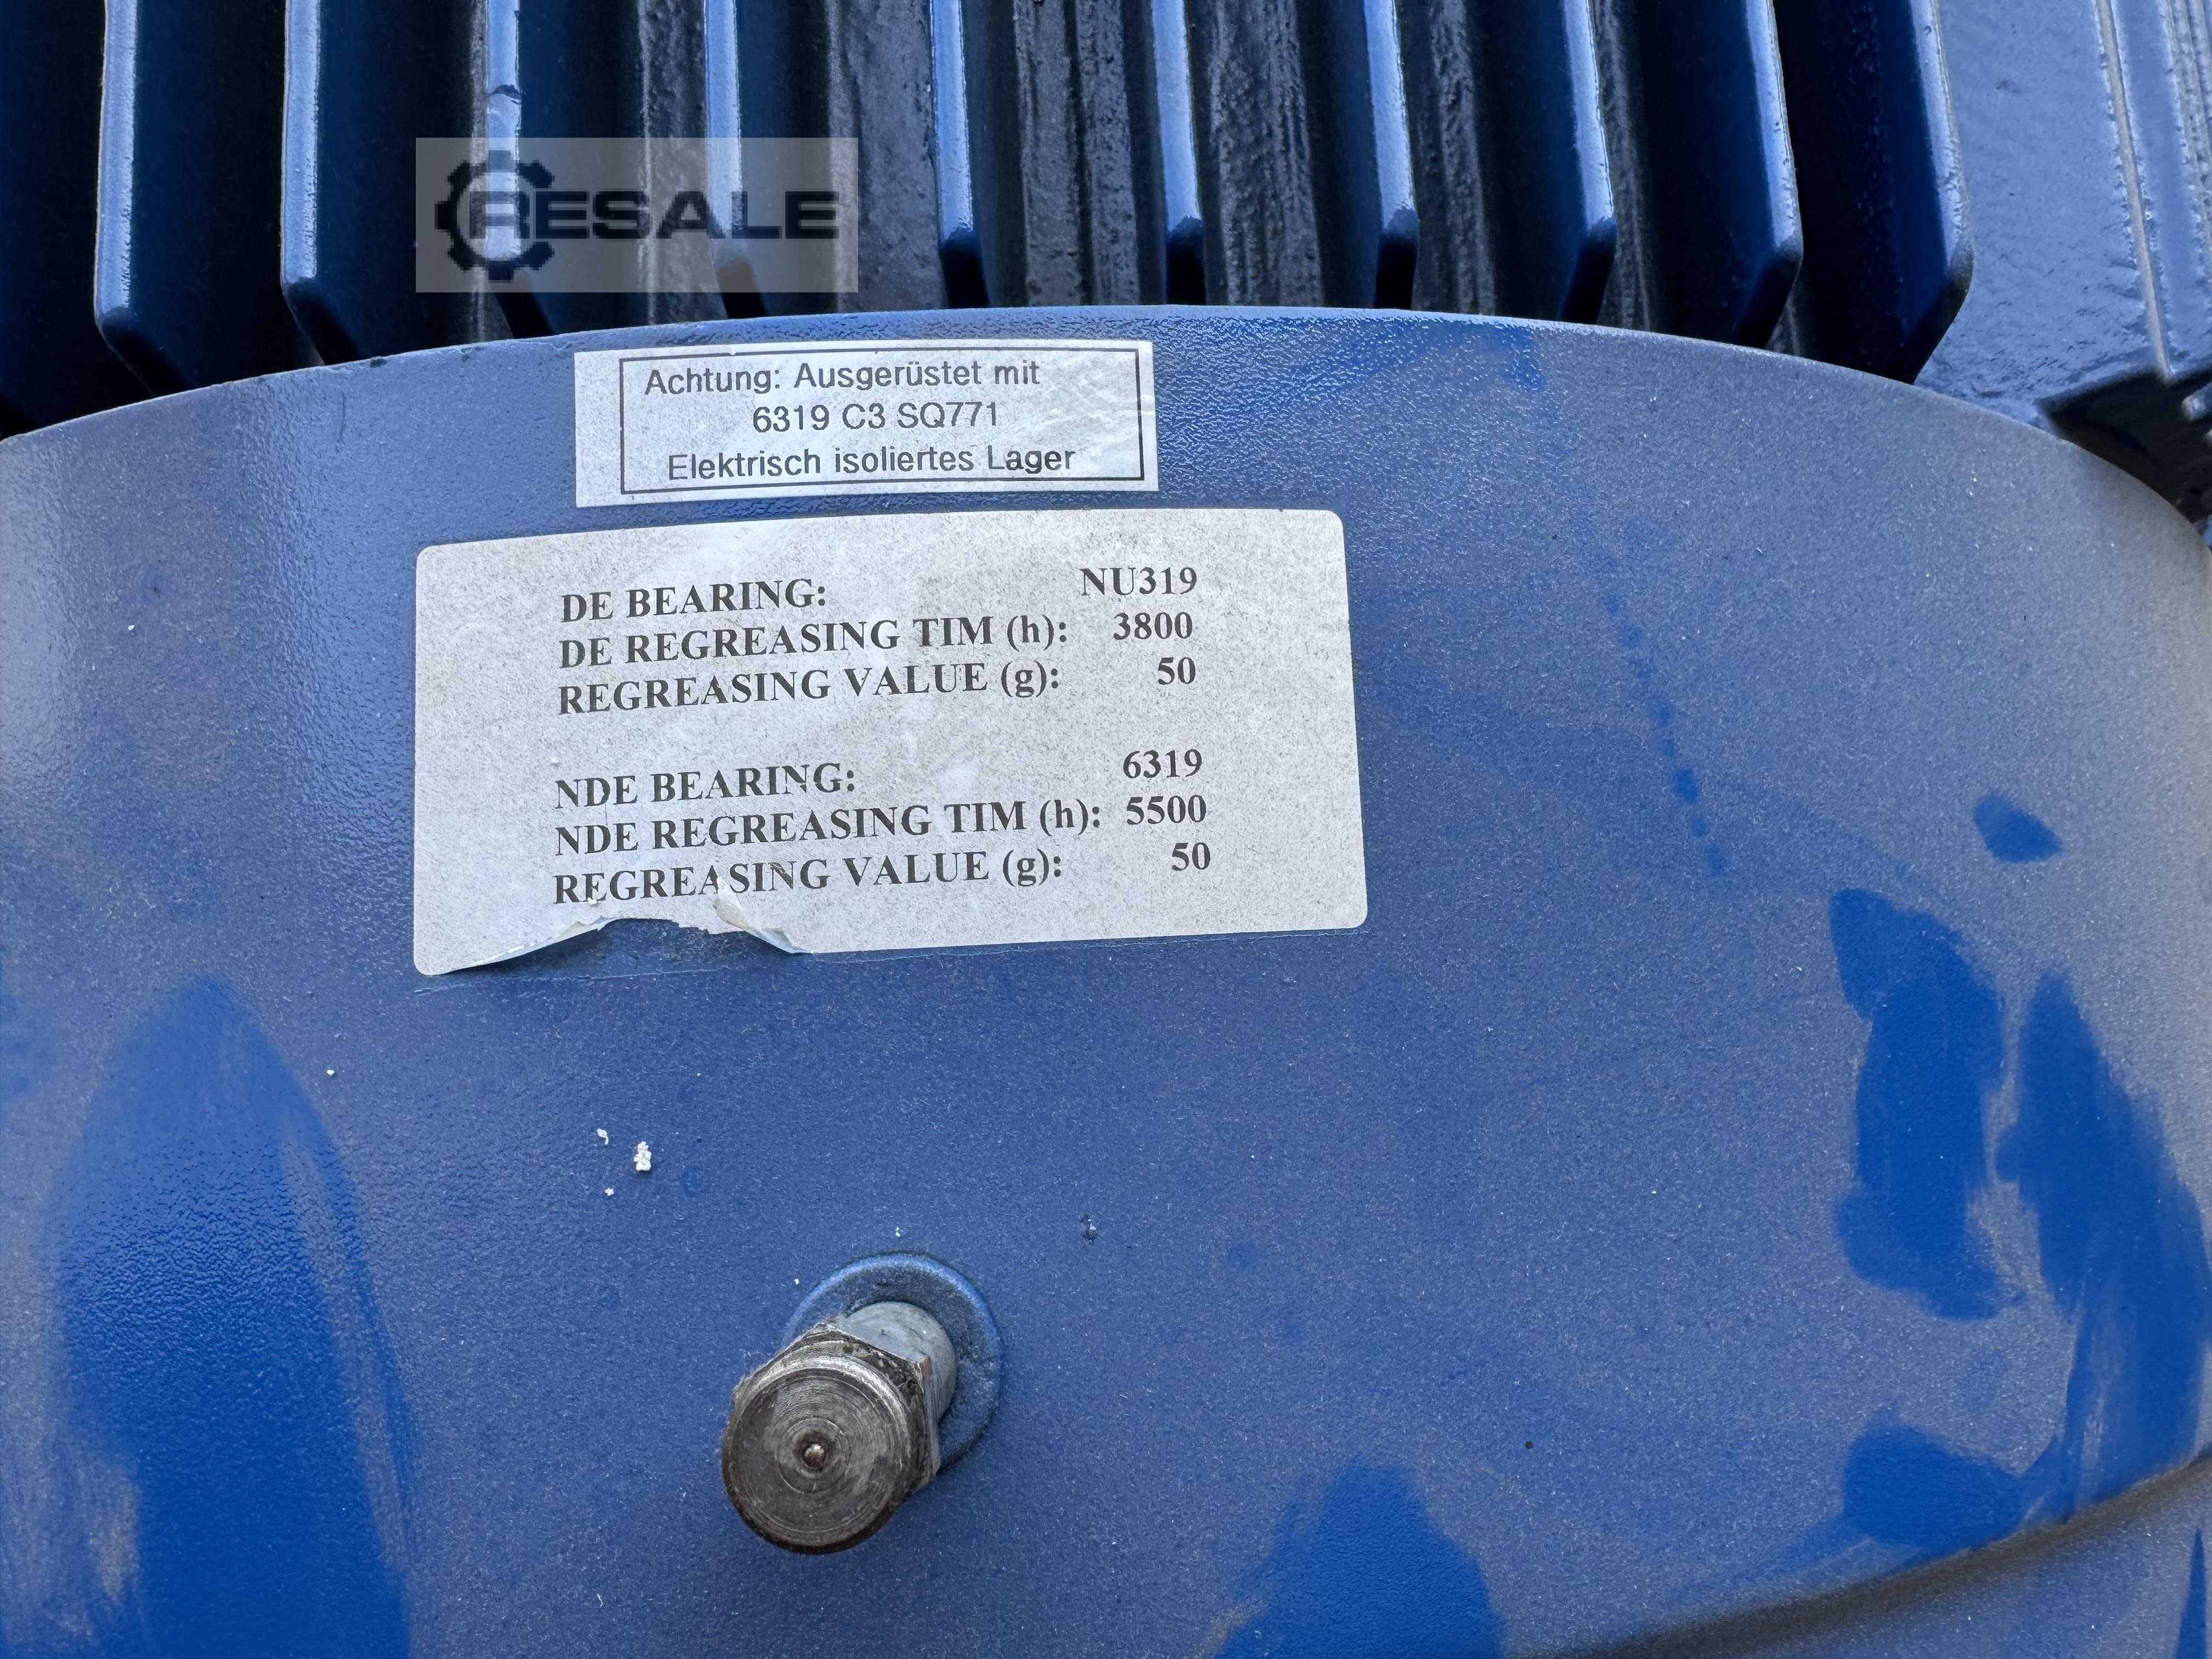 RESALE
Achtung: Ausgerüstet mit
6319 C3 SQ771
Elektrisch isoliertes Lager
DE BEARING: NU319
DE REGREASING TIM (h): 3800
REGREASING VALUE (g): 50
NDE BEARING: 6319
NDE REGREASING TIM (h): 5500
REGREASING VALUE (g): 50